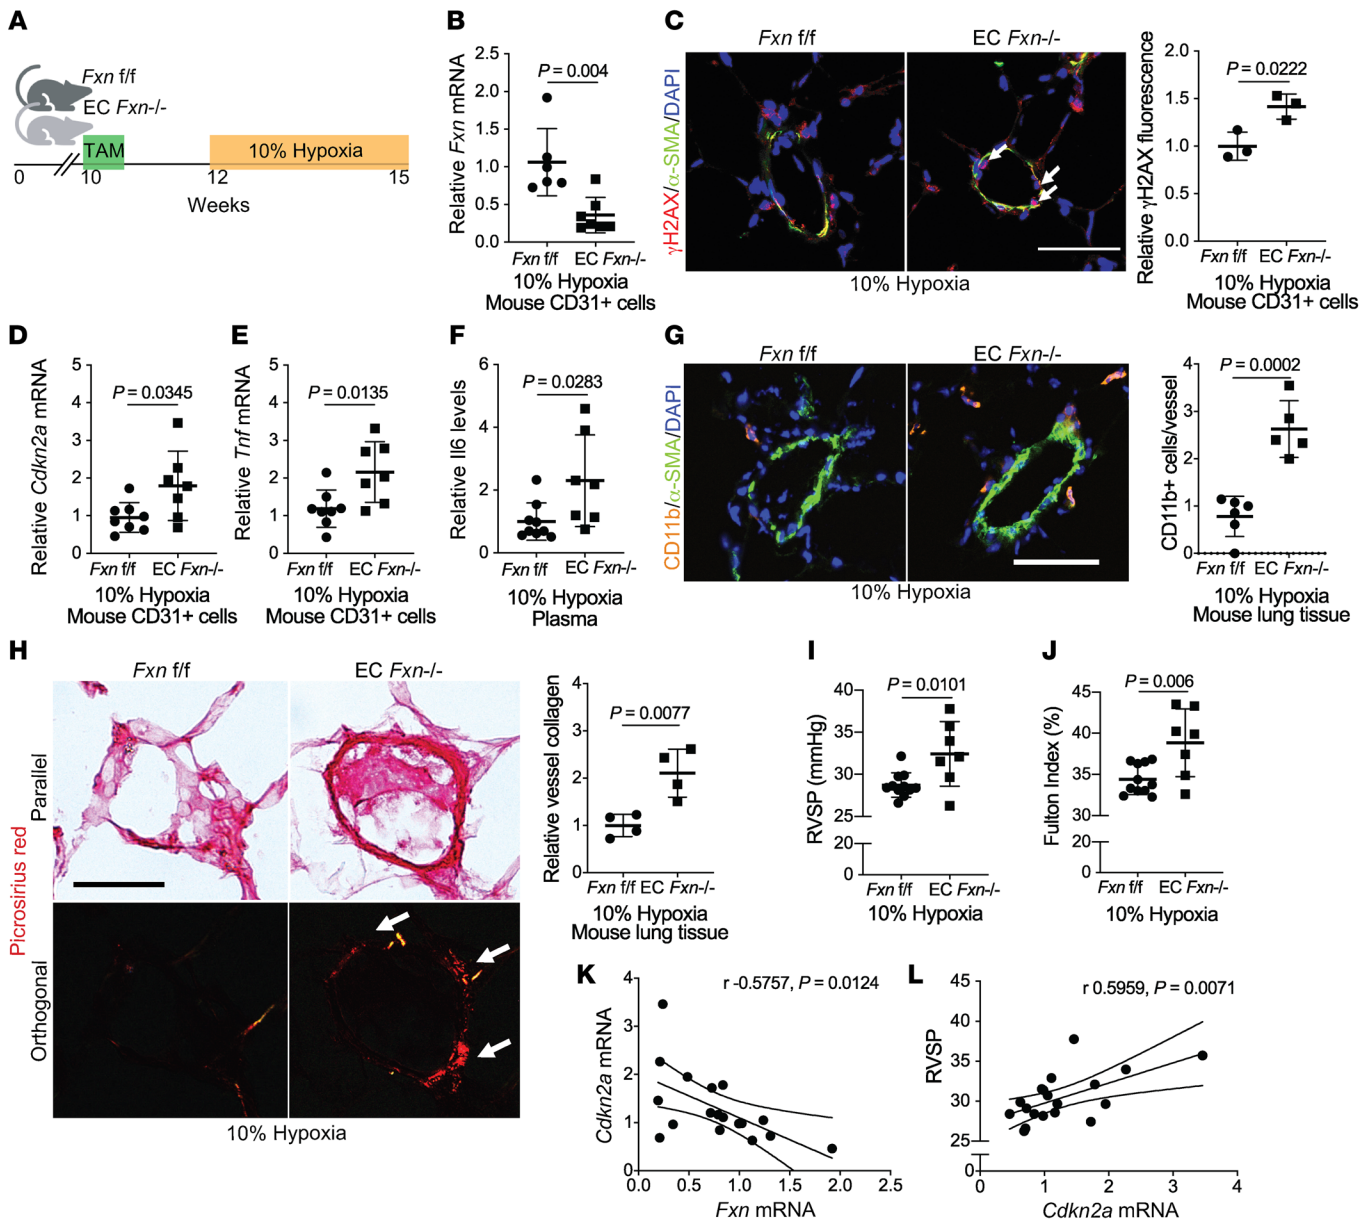 A
Fxn f/f
EC Fxn-/-
TAM
10% Hypoxia
0
10
12
15
Weeks
B
Relative Fxn mRNA
2.5
2.0
1.5
1.0
0.5
0.0
P = 0.004
Fxn f/f
EC Fxn-/-
10% Hypoxia
Mouse CD31+ cells
C
γH2AX/α-SMA/DAPI
Fxn f/f
EC Fxn-/-
10% Hypoxia
Relative γH2AX fluorescence
2.0
1.5
1.0
0.5
0.0
P = 0.0222
Fxn f/f
EC Fxn-/-
10% Hypoxia
Mouse CD31+ cells
D
Relative Cdkn2a mRNA
5
4
3
2
1
0
P = 0.0345
Fxn f/f
EC Fxn-/-
10% Hypoxia
Mouse CD31+ cells
E
Relative Tnf mRNA
5
4
3
2
1
0
P = 0.0135
Fxn f/f
EC Fxn-/-
10% Hypoxia
Mouse CD31+ cells
F
Relative Il6 levels
6
4
2
0
P = 0.0283
Fxn f/f
EC Fxn-/-
10% Hypoxia
Plasma
G
CD11b/α-SMA/DAPI
Fxn f/f
EC Fxn-/-
10% Hypoxia
CD11b+ cells/vessel
4
3
2
1
0
P = 0.0002
Fxn f/f
EC Fxn-/-
10% Hypoxia
Mouse lung tissue
H
Picrosirius red
Parallel
Orthogonal
Fxn f/f
EC Fxn-/-
10% Hypoxia
Relative vessel collagen
4
3
2
1
0
P = 0.0077
Fxn f/f
EC Fxn-/-
10% Hypoxia
Mouse lung tissue
I
RVSP (mmHg)
40
35
30
25
20
0
P = 0.0101
Fxn f/f
EC Fxn-/-
10% Hypoxia
J
Fulton Index (%)
45
40
35
30
20
0
P = 0.006
Fxn f/f
EC Fxn-/-
10% Hypoxia
K
Cdkn2a mRNA
4
3
2
1
0
r -0.5757, P = 0.0124
0.0
0.5
1.0
1.5
2.0
2.5
Fxn mRNA
L
RVSP
45
40
35
30
25
0
r 0.5959, P = 0.0071
0
1
2
3
4
Cdkn2a mRNA